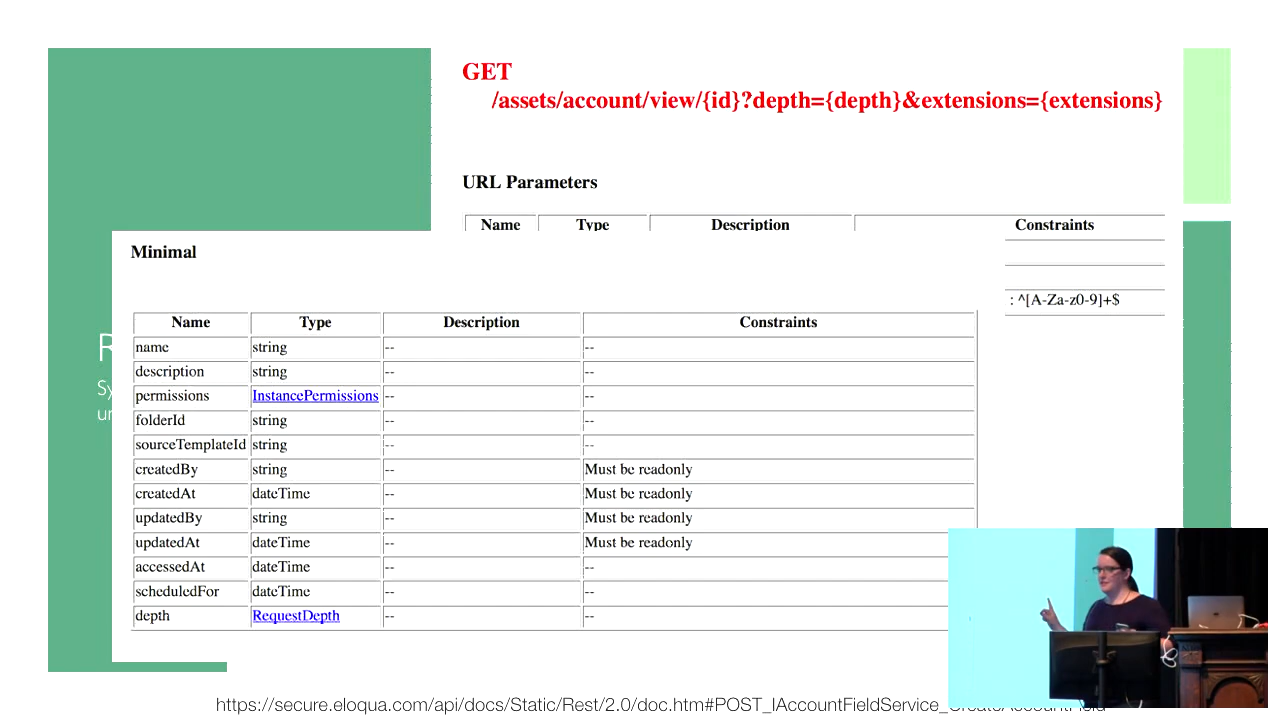 GET
/assets/account/view/{id}?depth={depth}&extensions={extensions}
URL Parameters
Name Type Description Constraints
: ^[A-Za-z0-9]+$
Minimal
Name Type Description Constraints
name string -- --
description string -- --
permissions InstancePermissions -- --
folderId string -- --
sourceTemplateId string -- --
createdBy string -- Must be readonly
createdAt dateTime -- Must be readonly
updatedBy string -- Must be readonly
updatedAt dateTime -- Must be readonly
accessedAt dateTime -- --
scheduledFor dateTime -- --
depth RequestDepth -- --
R
Sy
ur
https://secure.eloqua.com/api/docs/Static/Rest/2.0/doc.htm#POST_IAccountFieldService_CreateAccountField